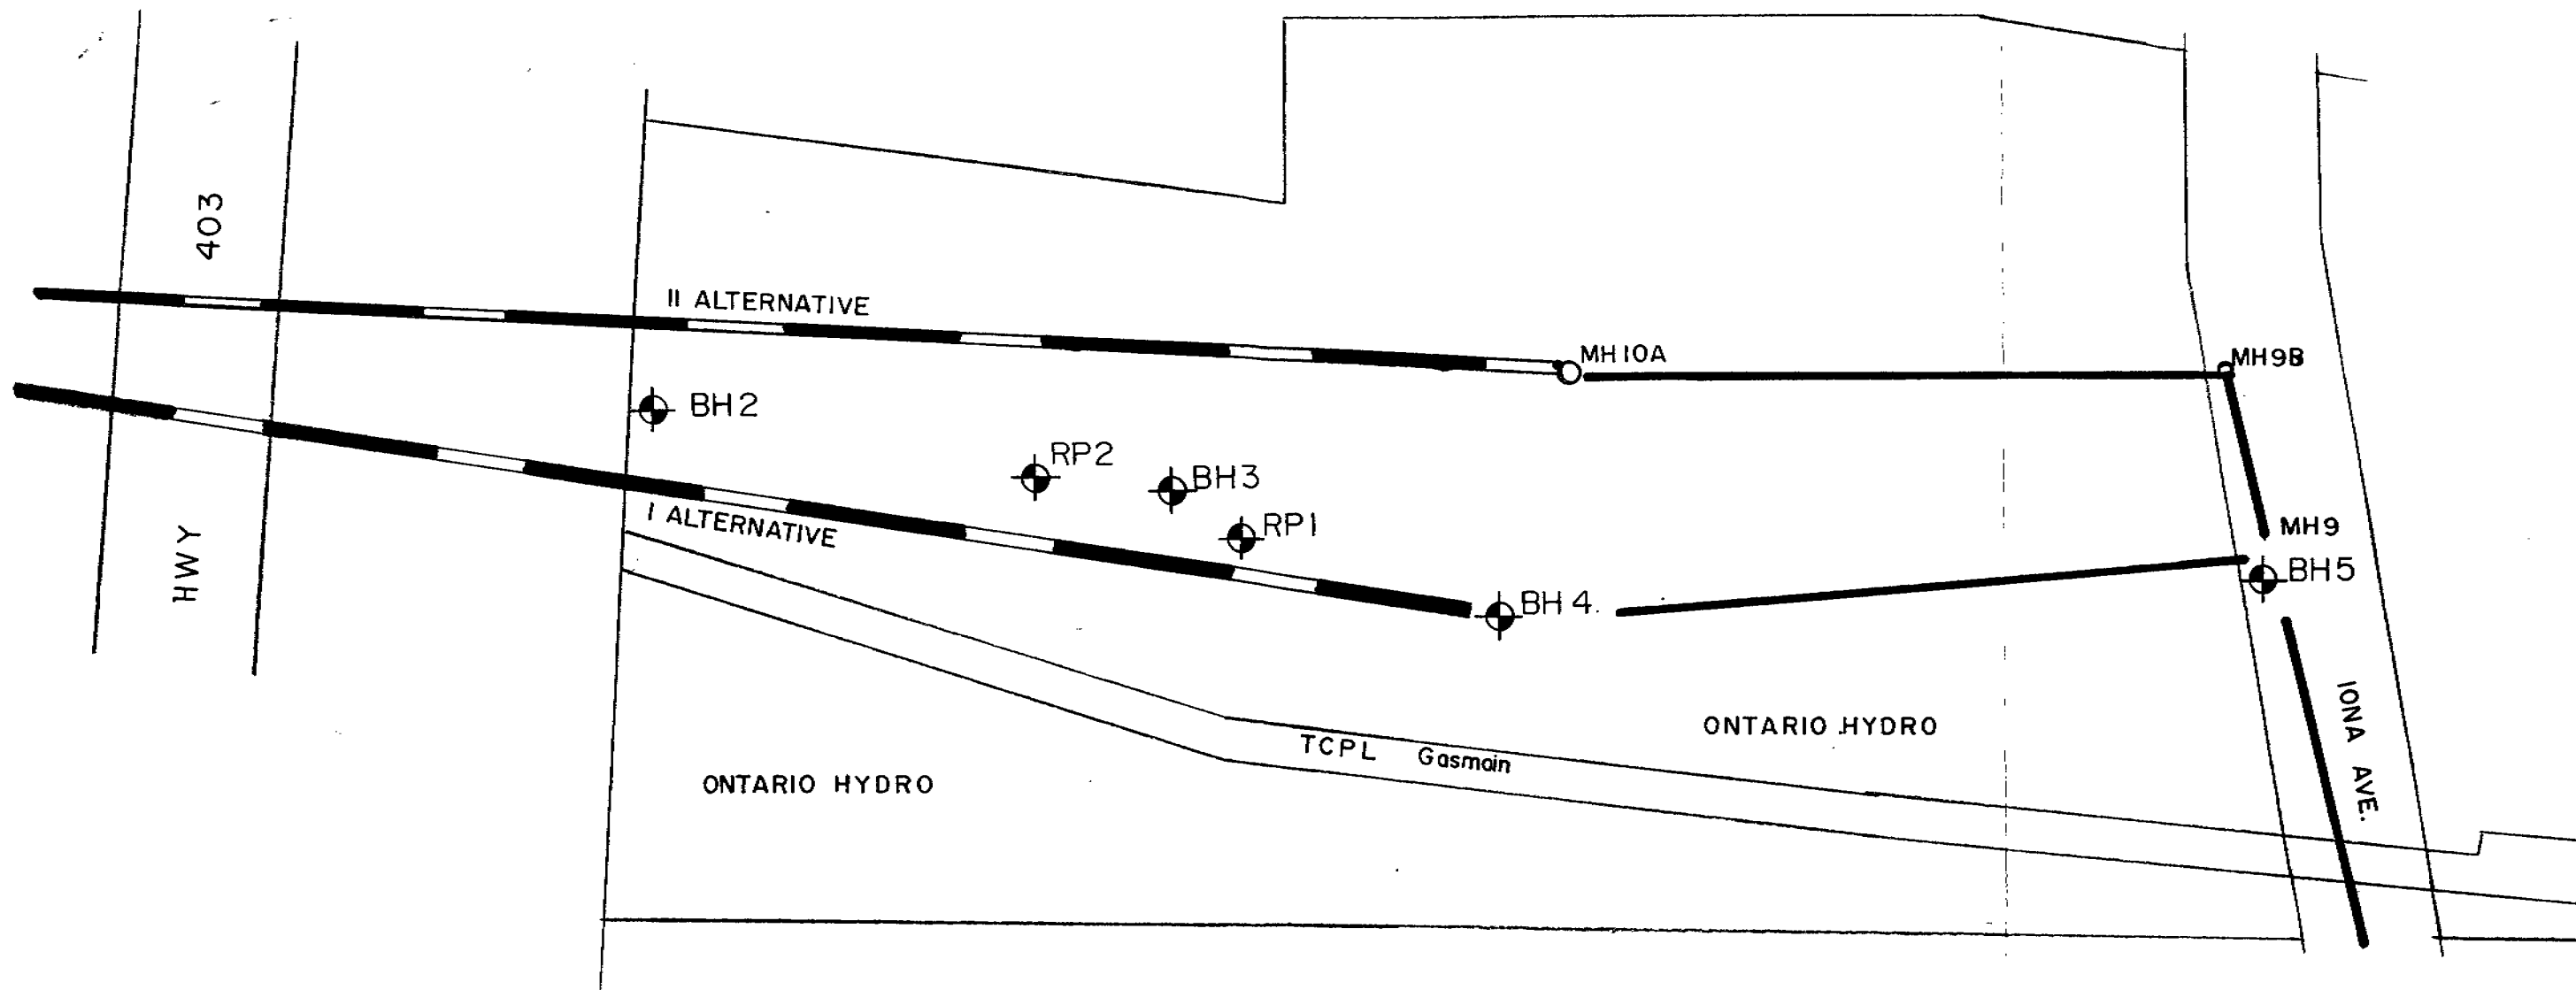 403
HWY
II ALTERNATIVE
MH10A
MH9B
BH2
RP2
BH3
RP1
I ALTERNATIVE
MH9
BH5
BH4
IONA AVE.
ONTARIO HYDRO
TCPL Gasmain
ONTARIO HYDRO